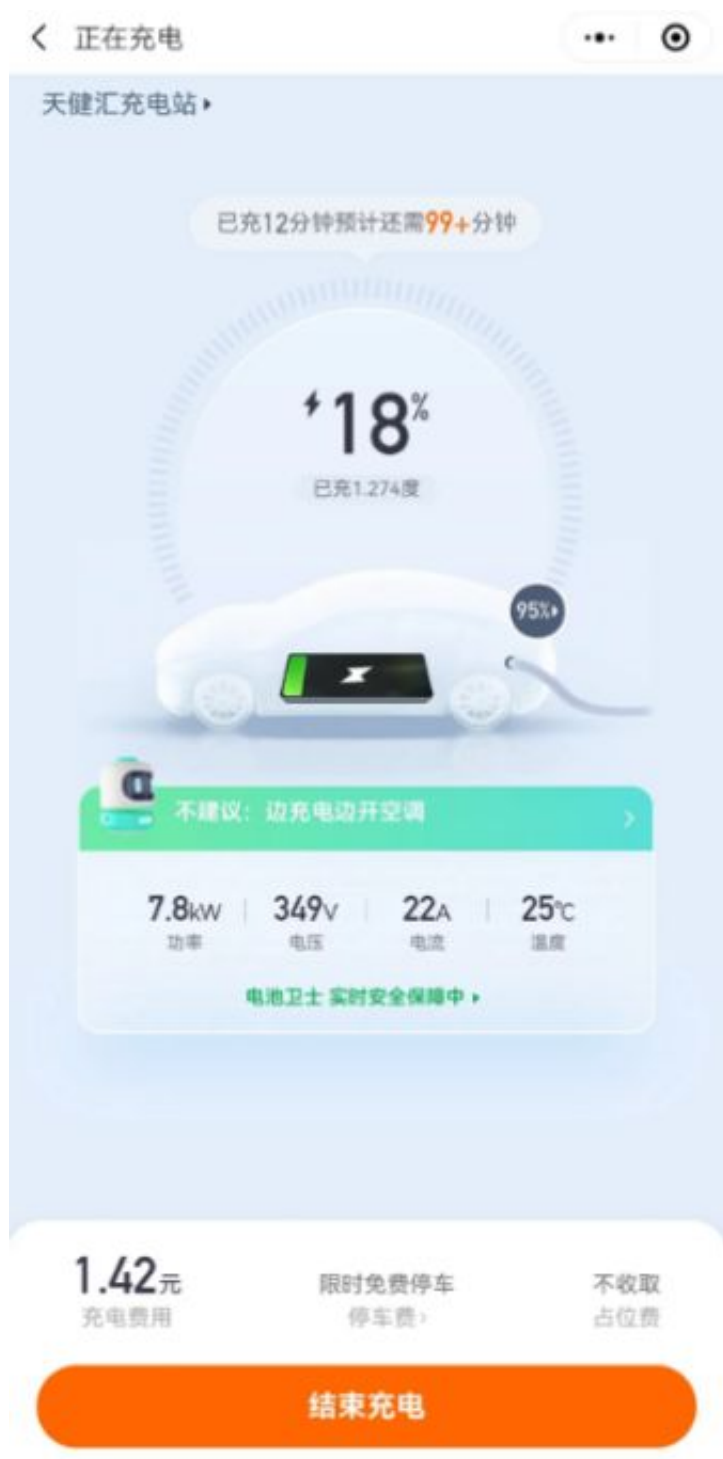 正在充电
天健汇充电站
已充12分钟预计还需99+分钟
18%
已充1.274度
95%
不建议：边充电边开空调
7.8kW 349V 22A 25℃
功率 电压 电流 温度
电池卫士 实时安全保障中
1.42元 限时免费停车 不收取
充电费用 停车费 占位费
结束充电